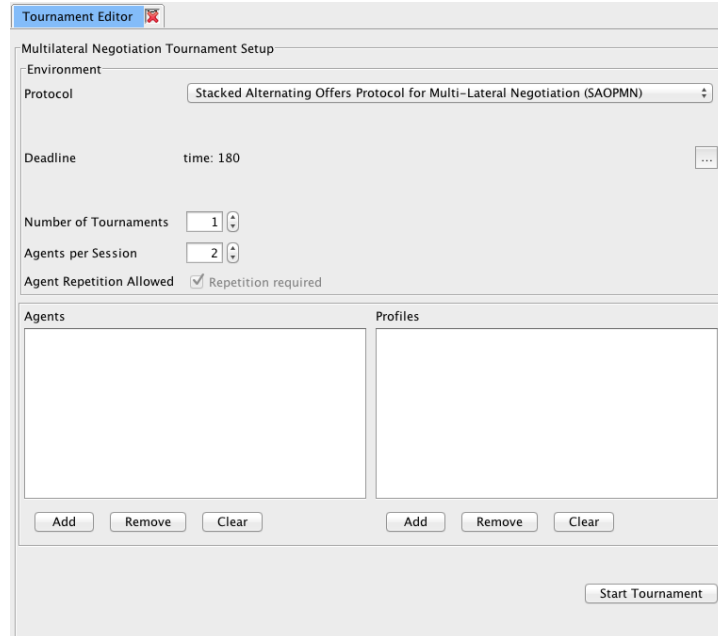 Tournament Editor
Multilateral Negotiation Tournament Setup
Environment
Protocol Stacked Alternating Offers Protocol for Multi-Lateral Negotiation (SAOPMN)
Deadline time: 180 ...
Number of Tournaments 1
Agents per Session 2
Agent Repetition Allowed Repetition required
Agents Profiles
Add Remove Clear Add Remove Clear
Start Tournament